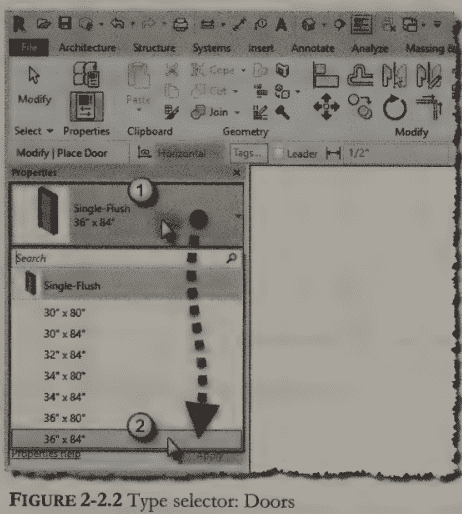 File Architecture Structure Systems Insert Annotate Analyze Massing &
Modify
Paste
Cope
Cut
Join
Select Properties Clipboard Geometry Modify
Modify | Place Door Horizontal Tags... Leader 1/2"
Properties
1
Single-Flush
36" x 84"
Search
Single-Flush
30" x 80"
30" x 84"
32" x 84"
34" x 80"
34" x 84"
36" x 80"
2
36" x 84"
Properties help Apply
FIGURE 2-2.2 Type selector: Doors